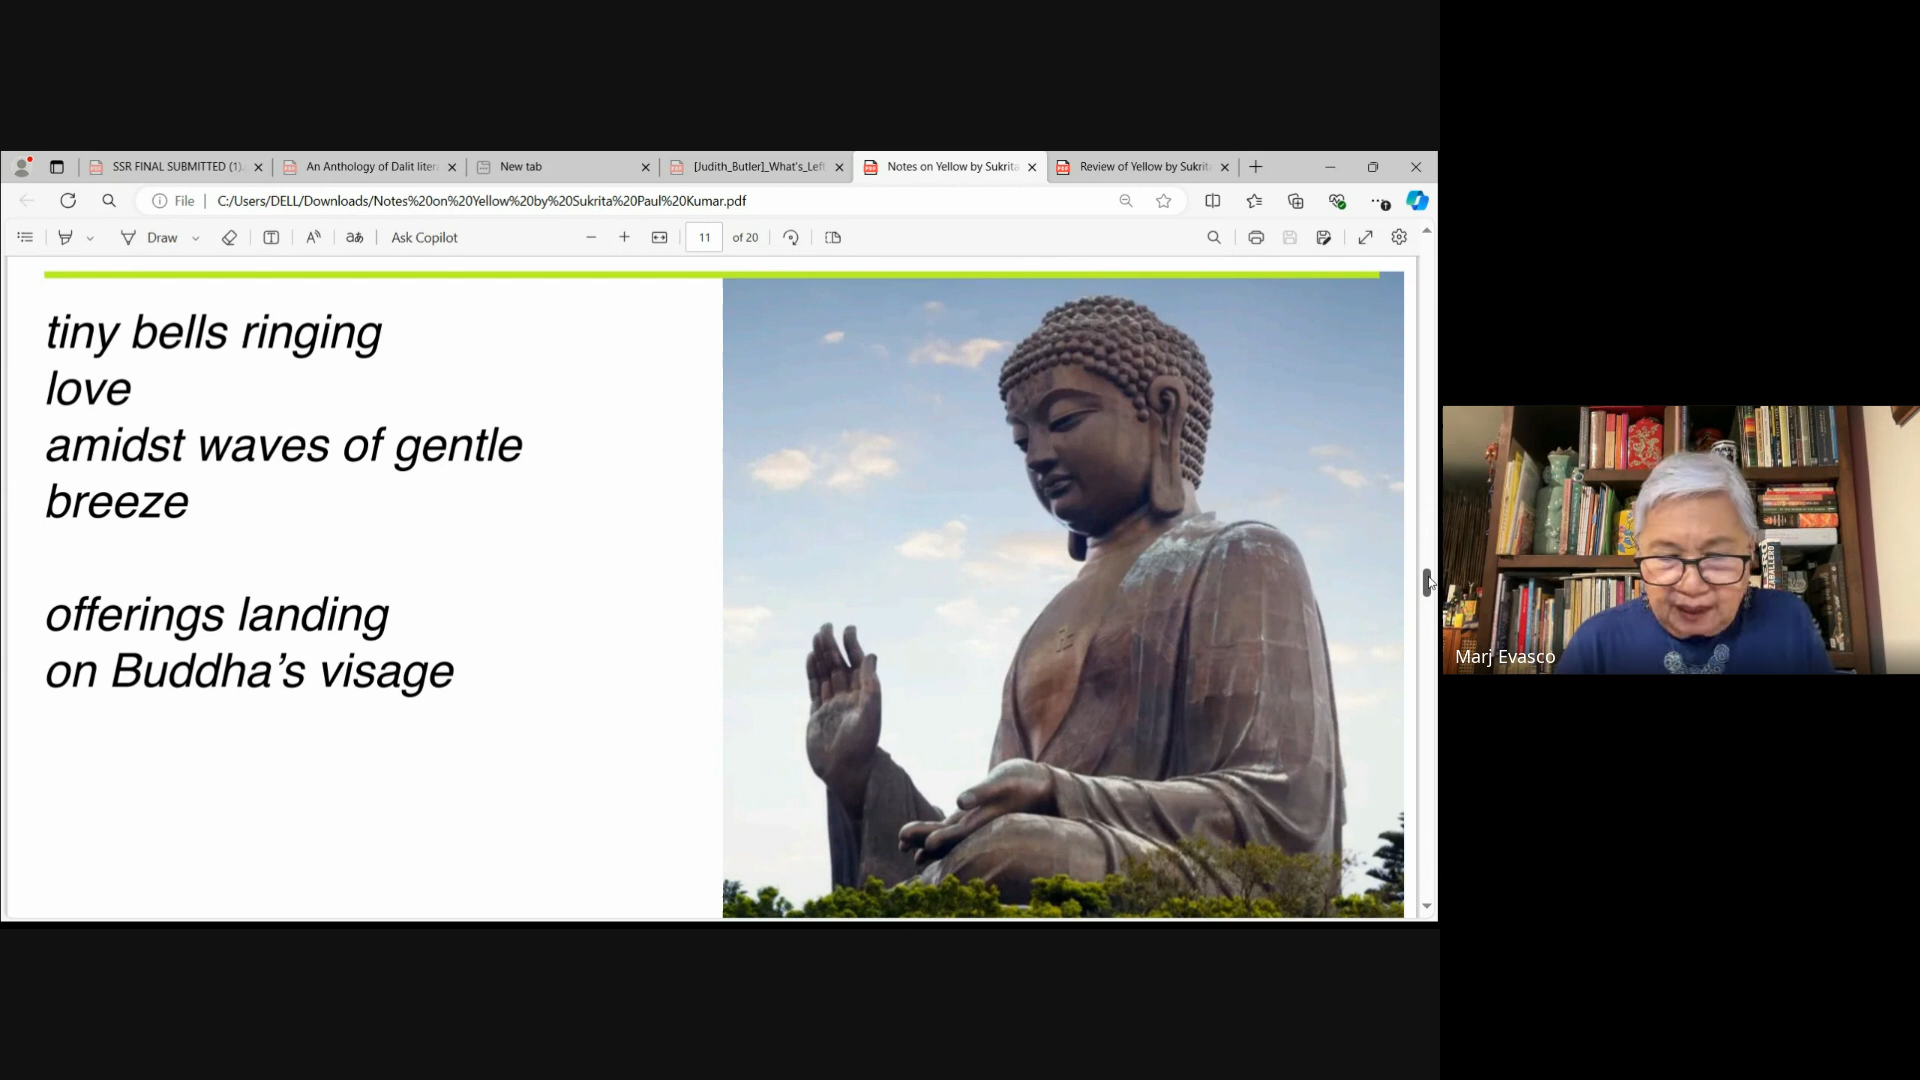 SSR FINAL SUBMITTED (1).
An Anthology of Dalit liter
New tab
[Judith_Butler]_What's_Left
Notes on Yellow by Sukrita
Review of Yellow by Sukrit
File
C:/Users/DELL/Downloads/Notes%20on%20Yellow%20by%20Sukrita%20Paul%20Kumar.pdf
Draw
Ask Copilot
11
of 20
tiny bells ringing
love
amidst waves of gentle
breeze
offerings landing
on Buddha’s visage
ZABALLERO
Marj Evasco